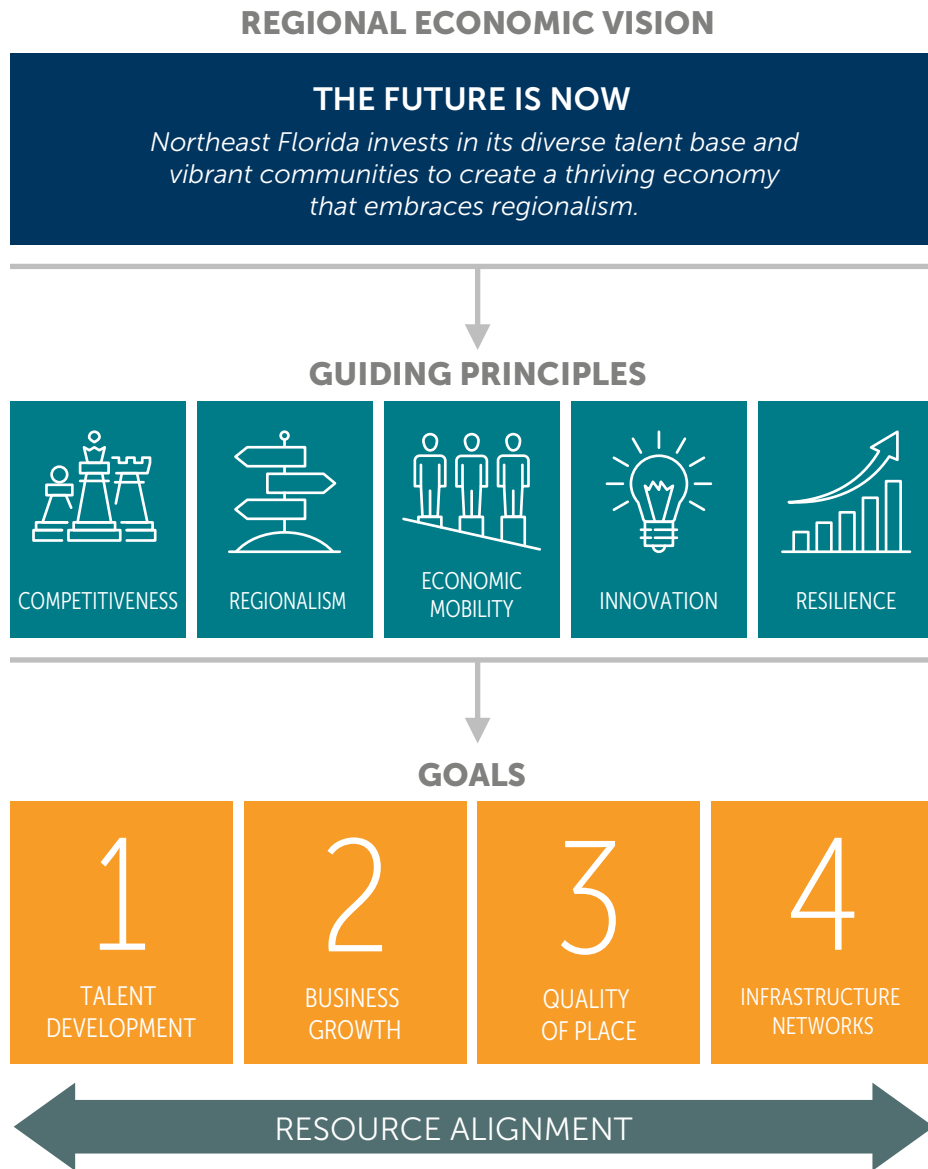 REGIONAL ECONOMIC VISION
THE FUTURE IS NOW
Northeast Florida invests in its diverse talent base and
vibrant communities to create a thriving economy
that embraces regionalism.
GUIDING PRINCIPLES
COMPETITIVENESS
REGIONALISM
ECONOMIC
MOBILITY
INNOVATION
RESILIENCE
GOALS
1
TALENT
DEVELOPMENT
2
BUSINESS
GROWTH
3
QUALITY
OF PLACE
4
INFRASTRUCTURE
NETWORKS
RESOURCE ALIGNMENT